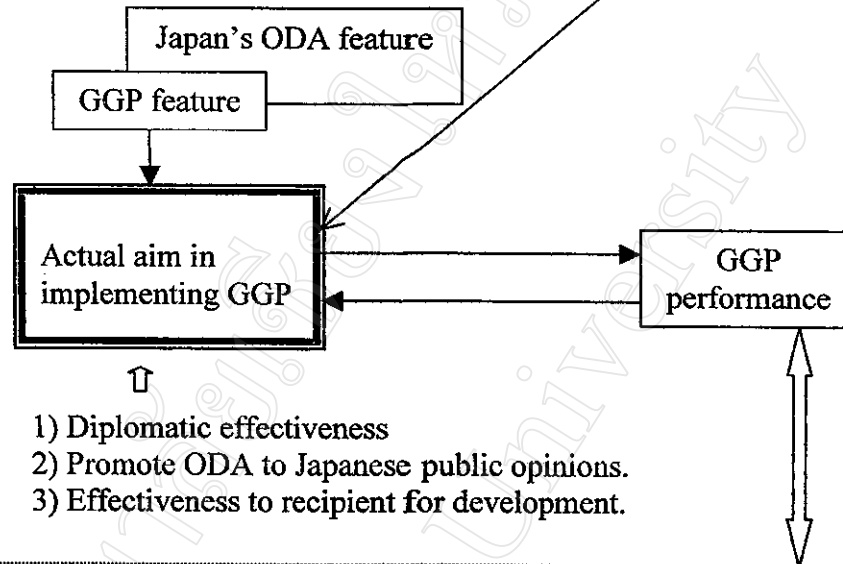 Japan's ODA feature
GGP feature
Actual aim in
implementing GGP
GGP
performance
1) Diplomatic effectiveness
2) Promote ODA to Japanese public opinions.
3) Effectiveness to recipient for development.
University